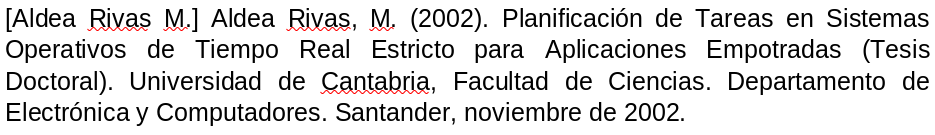 [Aldea Rivas M.] Aldea Rivas, M. (2002). Planificación de Tareas en Sistemas
Operativos de Tiempo Real Estricto para Aplicaciones Empotradas (Tesis
Doctoral). Universidad de Cantabria, Facultad de Ciencias. Departamento de
Electrónica y Computadores. Santander, noviembre de 2002.